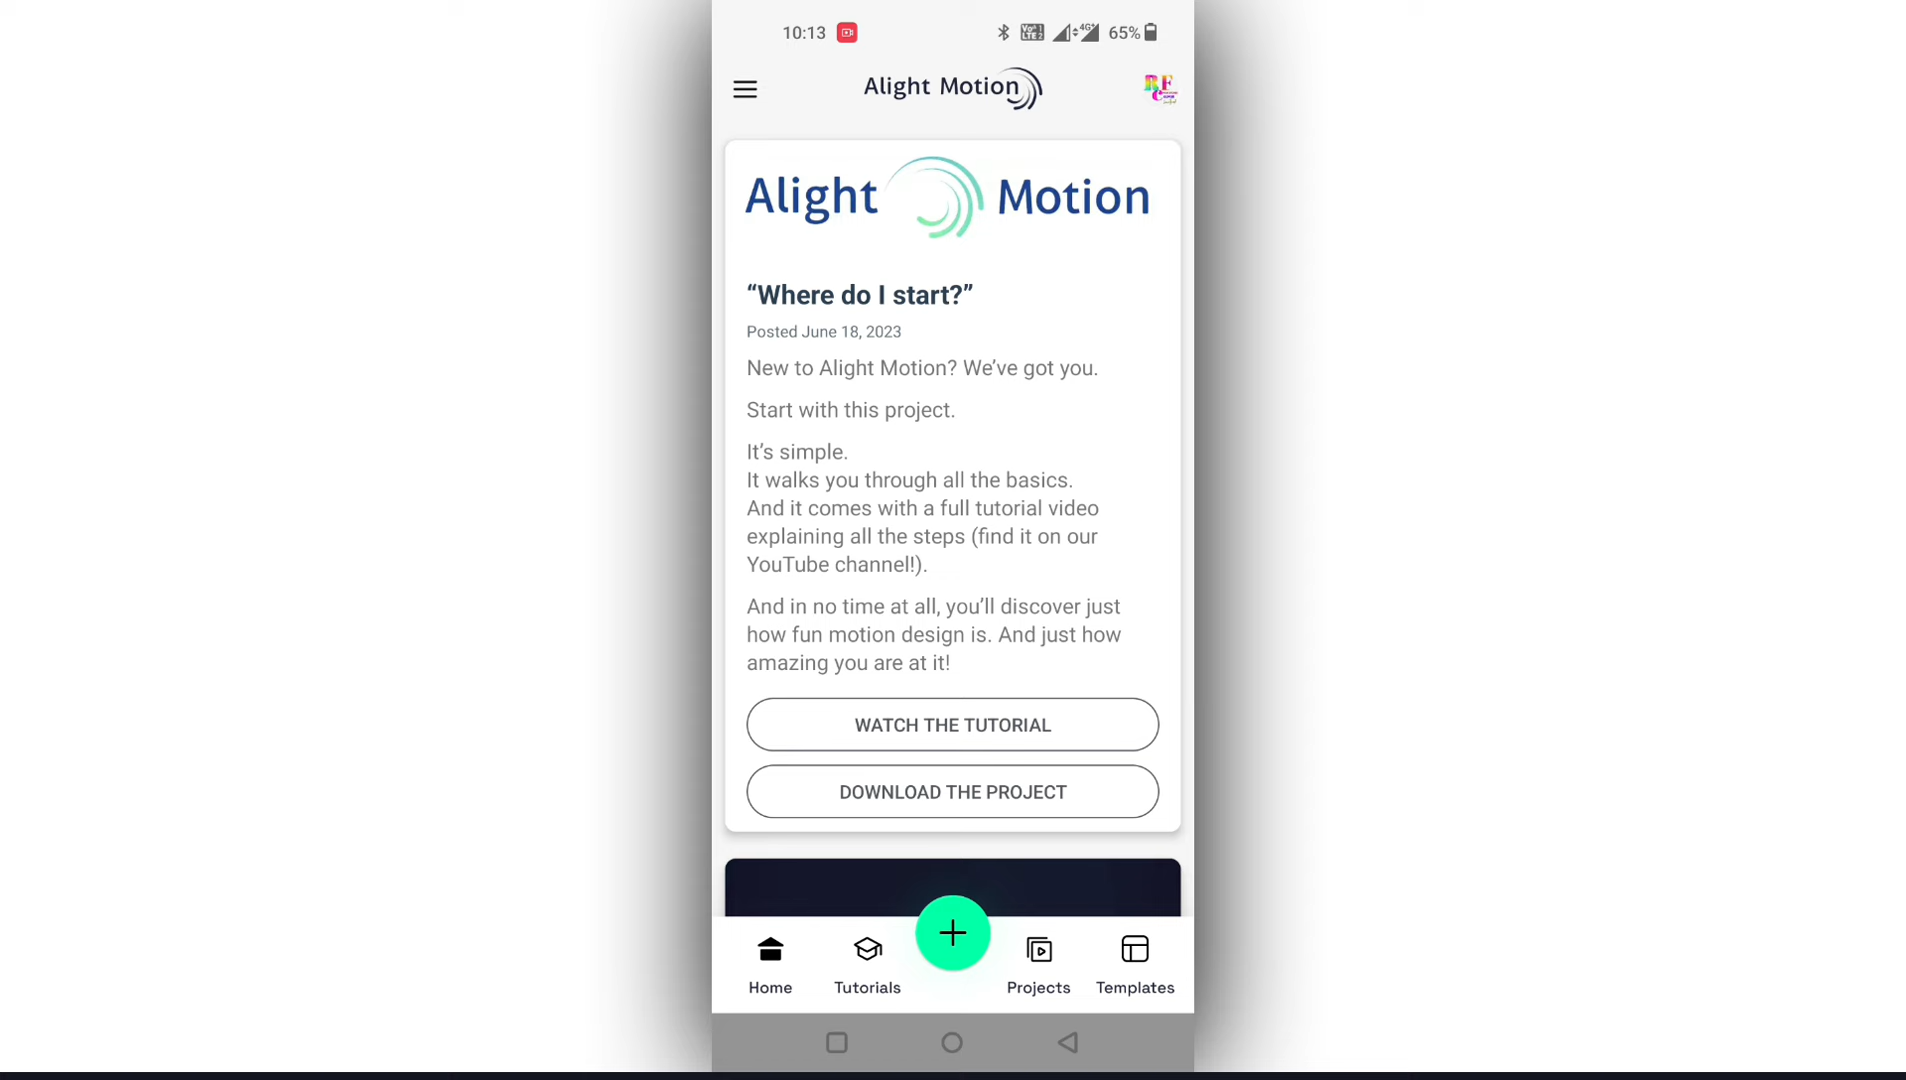 10:13
4G+
65%
Alight Motion
Alight Motion
“Where do I start?”
Posted June 18, 2023
New to Alight Motion? We’ve got you.
Start with this project.
It’s simple.
It walks you through all the basics.
And it comes with a full tutorial video
explaining all the steps (find it on our
YouTube channel!).
And in no time at all, you’ll discover just
how fun motion design is. And just how
amazing you are at it!
WATCH THE TUTORIAL
DOWNLOAD THE PROJECT
Home
Tutorials
Projects
Templates